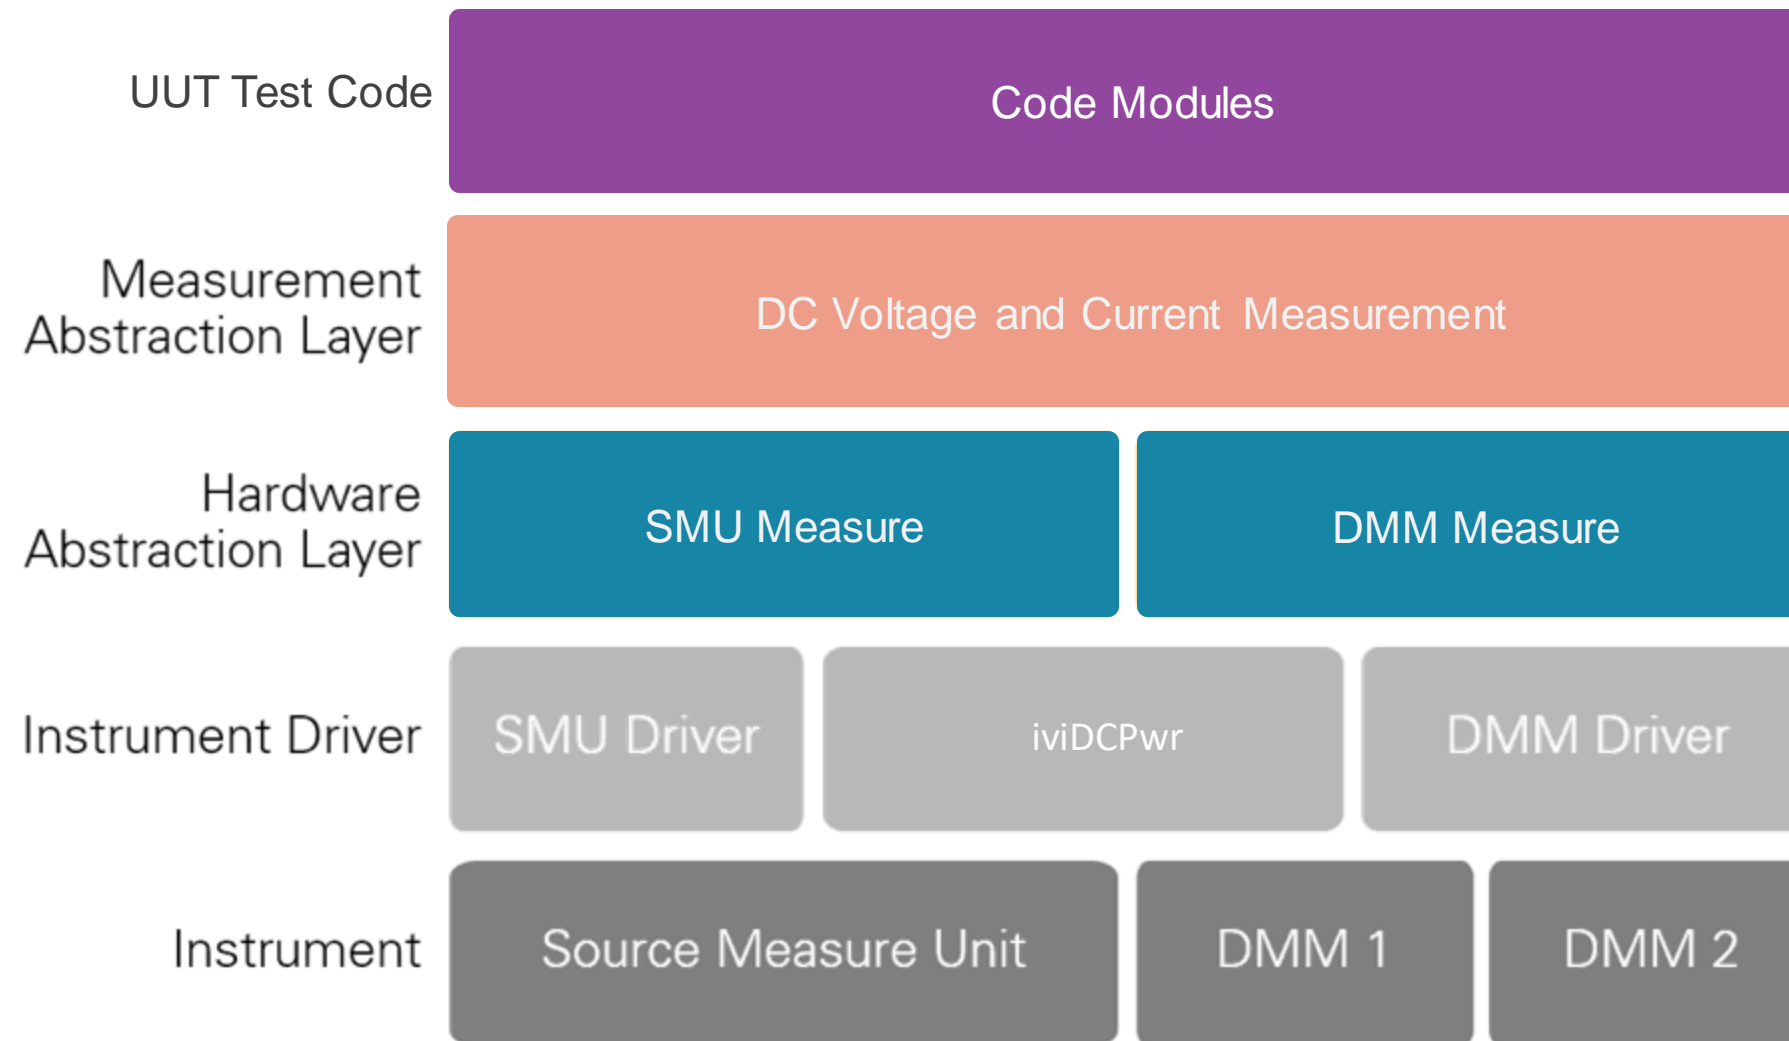 UUT Test Code
Code Modules
Measurement
Abstraction Layer
DC Voltage and Current Measurement
Hardware
Abstraction Layer
SMU Measure
DMM Measure
Instrument Driver
SMU Driver
iviDCPwr
DMM Driver
Instrument
Source Measure Unit
DMM 1
DMM 2